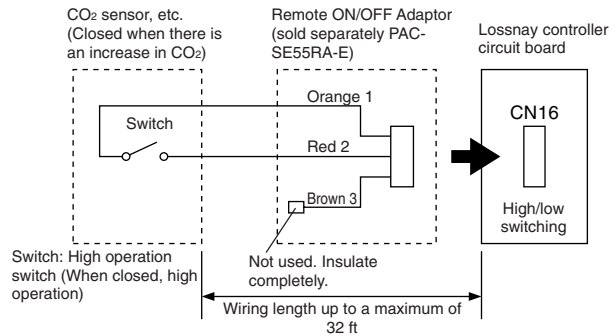 CO₂ sensor, etc.
(Closed when there is
an increase in CO₂)
Remote ON/OFF Adaptor
(sold separately PAC-
SE55RA-E)
Lossnay controller
circuit board
Orange 1
Switch
Red 2
Brown 3
CN16
High/low
switching
Switch: High operation
switch (When closed, high
operation)
Not used. Insulate
completely.
Wiring length up to a maximum of
32 ft